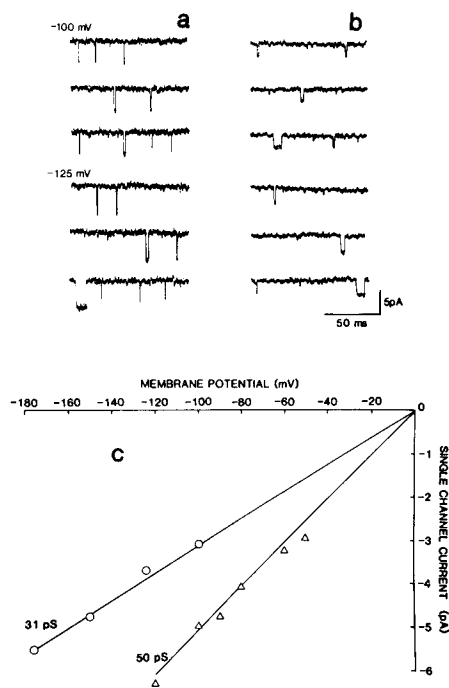 a
b
-100 mV
-125 mV
5pA
50 ms
MEMBRANE POTENTIAL (mV)
-180 -160 -140 -120 -100 -80 -60 -40 -20 0
c
-1
-2
-3
-4
-5
-6
SINGLE CHANNEL CURRENT (pA)
31 pS
50 pS